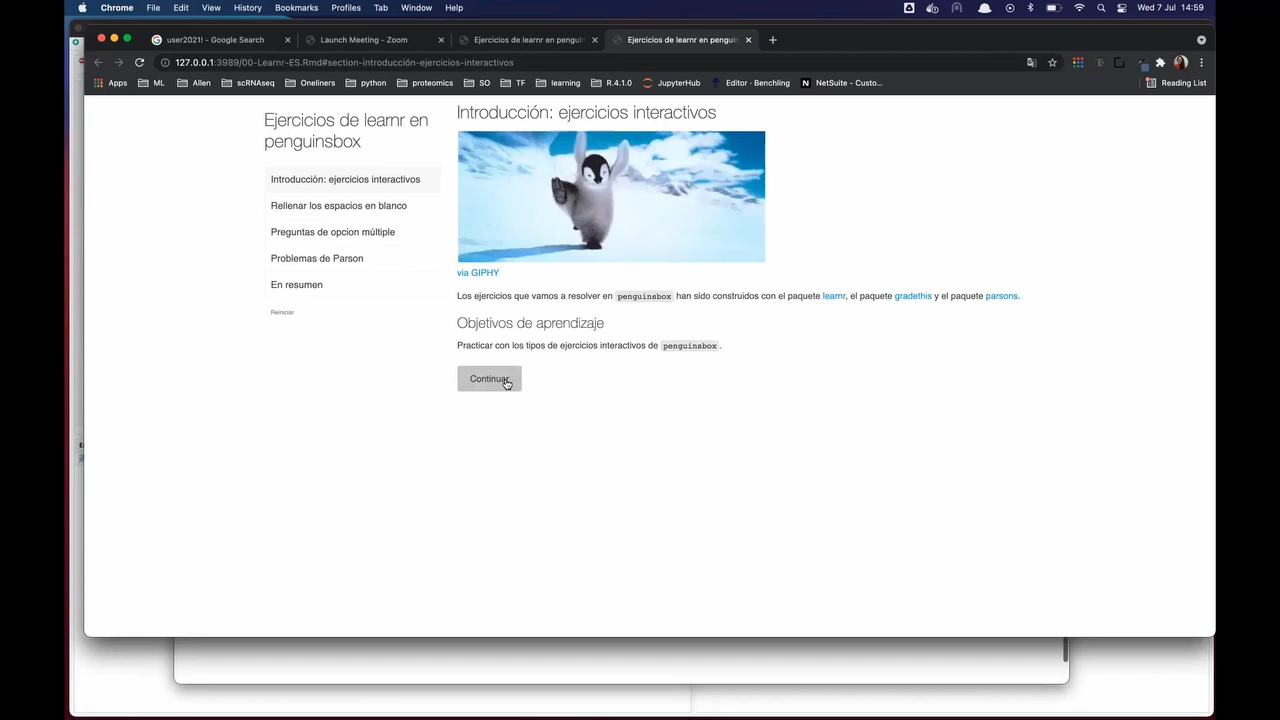 Chrome File Edit View History Bookmarks Profiles Tab Window Help Wed 7 Jul 14:59
user2021! - Google Search Launch Meeting - Zoom Ejercicios de learnr en penguin Ejercicios de learnr en penguin
127.0.0.1:3989/00-Learnr-ES.Rmd#section-introducción-ejercicios-interactivos
Apps ML Allen scRNAseq Oneliners python proteomics SO TF learning R.4.1.0 JupyterHub Editor · Benchling NetSuite - Custo... Reading List
Ejercicios de learnr en
penguinsbox
Introducción: ejercicios interactivos
Rellenar los espacios en blanco
Preguntas de opcion múltiple
Problemas de Parson
En resumen
Reiniciar
Introducción: ejercicios interactivos
via GIPHY
Los ejercicios que vamos a resolver en penguinsbox han sido construidos con el paquete learnr, el paquete gradethis y el paquete parsons.
Objetivos de aprendizaje
Practicar con los tipos de ejercicios interactivos de penguinsbox.
Continuar